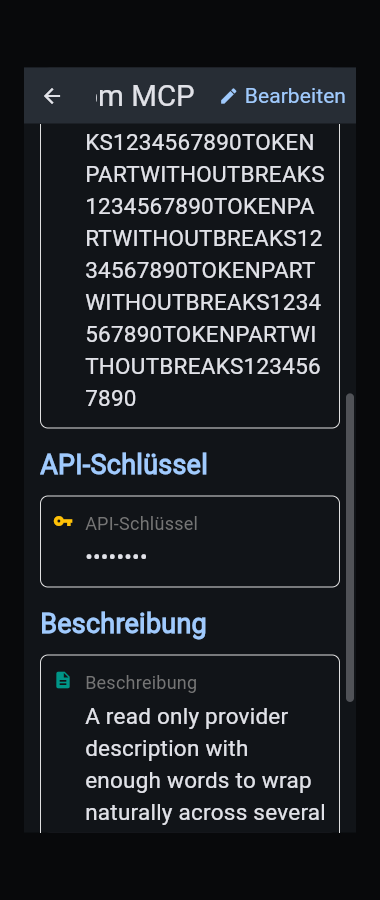 m MCP
Bearbeiten
KS1234567890TOKEN
PARTWITHOUTBREAKS
1234567890TOKENPA
RTWITHOUTBREAKS12
34567890TOKENPART
WITHOUTBREAKS1234
567890TOKENPARTWI
THOUTBREAKS123456
7890
API-Schlüssel
API-Schlüssel
••••••••
Beschreibung
Beschreibung
A read only provider
description with
enough words to wrap
naturally across several